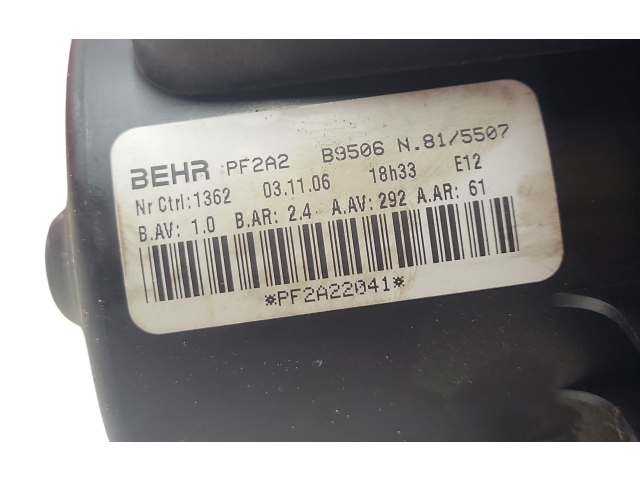 BEHR PF2A2 B9506 N.81/5507
Nr Ctrl:1362 03.11.06 18h33 E12
B.AV: 1.0 B.AR: 2.4 A.AV:292 A.AR: 61
*PF2A22041*